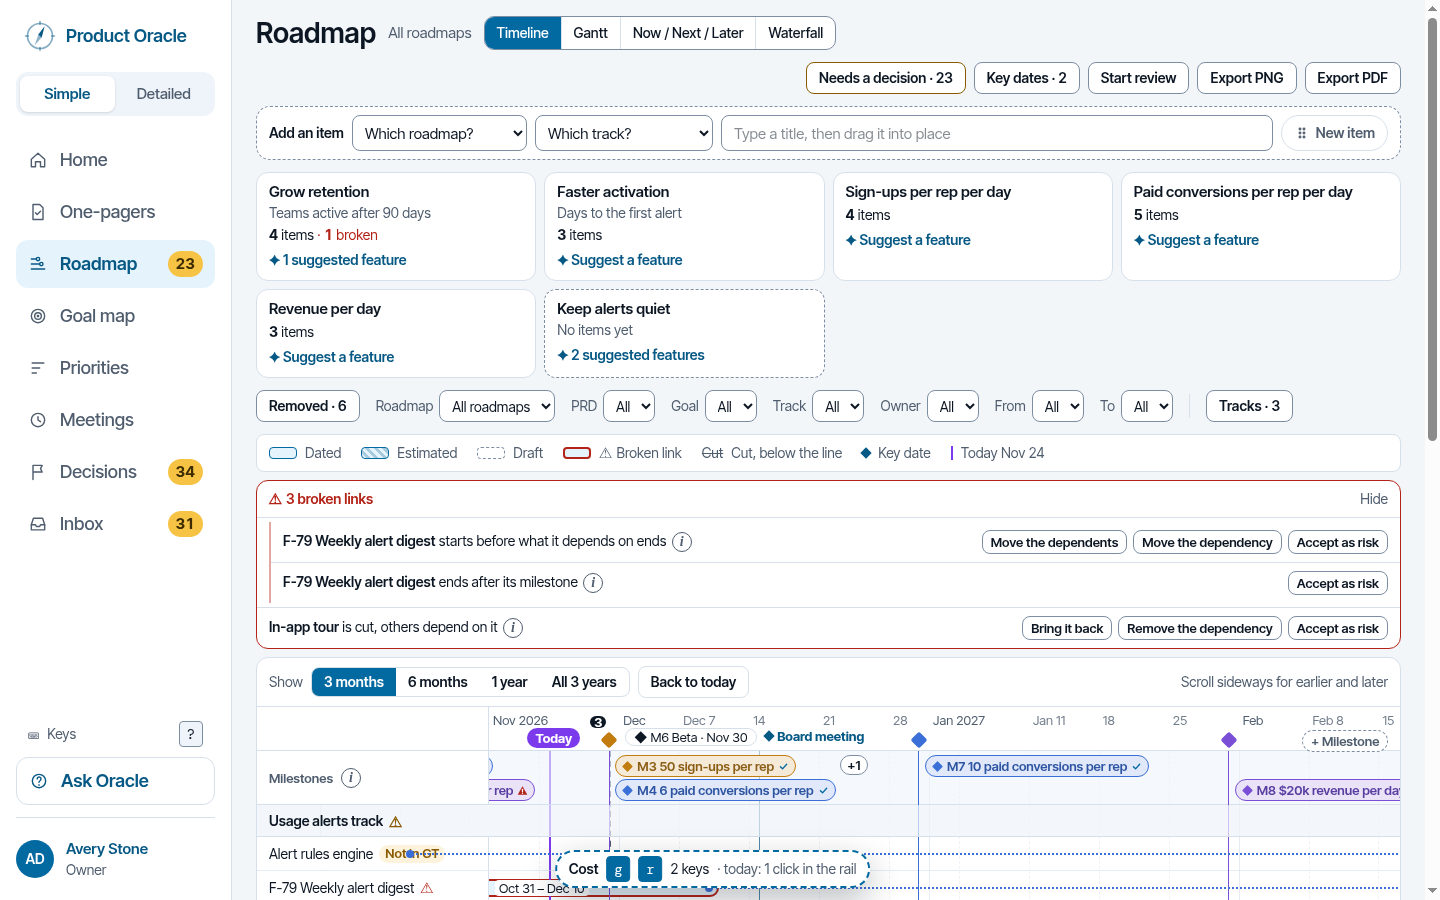 Product Oracle
Simple
Detailed
Home
One-pagers
Roadmap 23
Goal map
Priorities
Meetings
Decisions 34
Inbox 31
Keys ?
Ask Oracle
AD
Avery Stone
Owner
Roadmap All roadmaps Timeline Gantt Now / Next / Later Waterfall
Needs a decision · 23 Key dates · 2 Start review Export PNG Export PDF
Add an item Which roadmap? Which track? Type a title, then drag it into place New item
Grow retention
Teams active after 90 days
4 items · 1 broken
1 suggested feature
Faster activation
Days to the first alert
3 items
Suggest a feature
Sign-ups per rep per day
4 items
Suggest a feature
Paid conversions per rep per day
5 items
Suggest a feature
Revenue per day
3 items
Suggest a feature
Keep alerts quiet
No items yet
2 suggested features
Removed · 6 Roadmap All roadmaps PRD All Goal All Track All Owner All From All To All Tracks · 3
Dated Estimated Draft Broken link Cut Cut, below the line Key date Today Nov 24
3 broken links Hide
F-79 Weekly alert digest starts before what it depends on ends i Move the dependents Move the dependency Accept as risk
F-79 Weekly alert digest ends after its milestone i Accept as risk
In-app tour is cut, others depend on it i Bring it back Remove the dependency Accept as risk
Show 3 months 6 months 1 year All 3 years Back to today Scroll sideways for earlier and later
Nov 2026 3 Dec Dec 7 14 21 28 Jan 2027 Jan 11 18 25 Feb Feb 8 15
Today M6 Beta · Nov 30 Board meeting + Milestone
Milestones i
M3 50 sign-ups per rep +1 M7 10 paid conversions per rep
rep M4 6 paid conversions per rep M8 $20k revenue per day
Usage alerts track
Alert rules engine Not in GT
F-79 Weekly alert digest Oct 31 – Dec 10
Cost g r 2 keys · today: 1 click in the rail